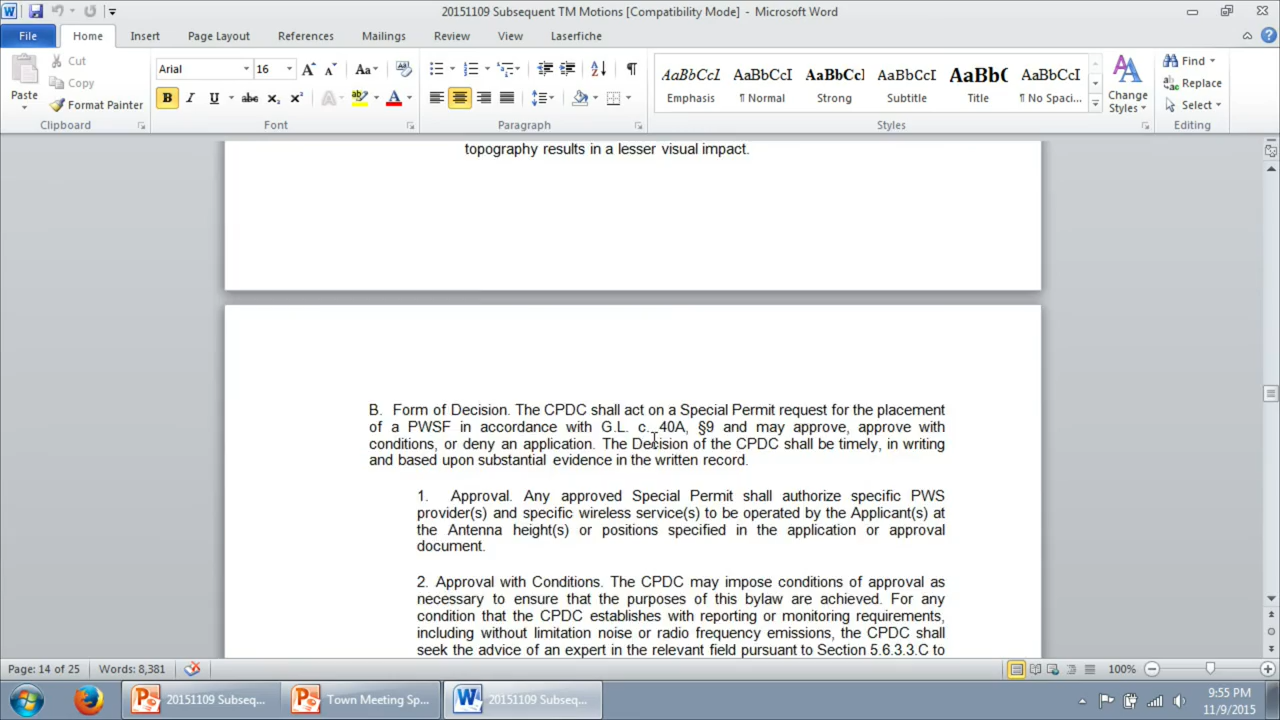 20151109 Subsequent TM Motions [Compatibility Mode] - Microsoft Word
File Home Insert Page Layout References Mailings Review View Laserfiche
Paste
Cut
Copy
Format Painter
Clipboard
Arial 16
Font
Paragraph
AaBbCcL AaBbCcI AaBbCcl AaBbCcI AaBb( AaBbCcI
Emphasis ¶ Normal Strong Subtitle Title ¶ No Spaci...
Change
Styles
Styles
Find
Replace
Select
Editing
topography results in a lesser visual impact.
B. Form of Decision. The CPDC shall act on a Special Permit request for the placement
of a PWSF in accordance with G.L. c. 40A, §9 and may approve, approve with
conditions, or deny an application. The Decision of the CPDC shall be timely, in writing
and based upon substantial evidence in the written record.
1. Approval. Any approved Special Permit shall authorize specific PWS
provider(s) and specific wireless service(s) to be operated by the Applicant(s) at
the Antenna height(s) or positions specified in the application or approval
document.
2. Approval with Conditions. The CPDC may impose conditions of approval as
necessary to ensure that the purposes of this bylaw are achieved. For any
condition that the CPDC establishes with reporting or monitoring requirements,
including without limitation noise or radio frequency emissions, the CPDC shall
seek the advice of an expert in the relevant field pursuant to Section 5.6.3.3.C to
Page: 14 of 25 Words: 8,381 100%
20151109 Subseq... Town Meeting Sp... 20151109 Subseq...
9:55 PM
11/9/2015